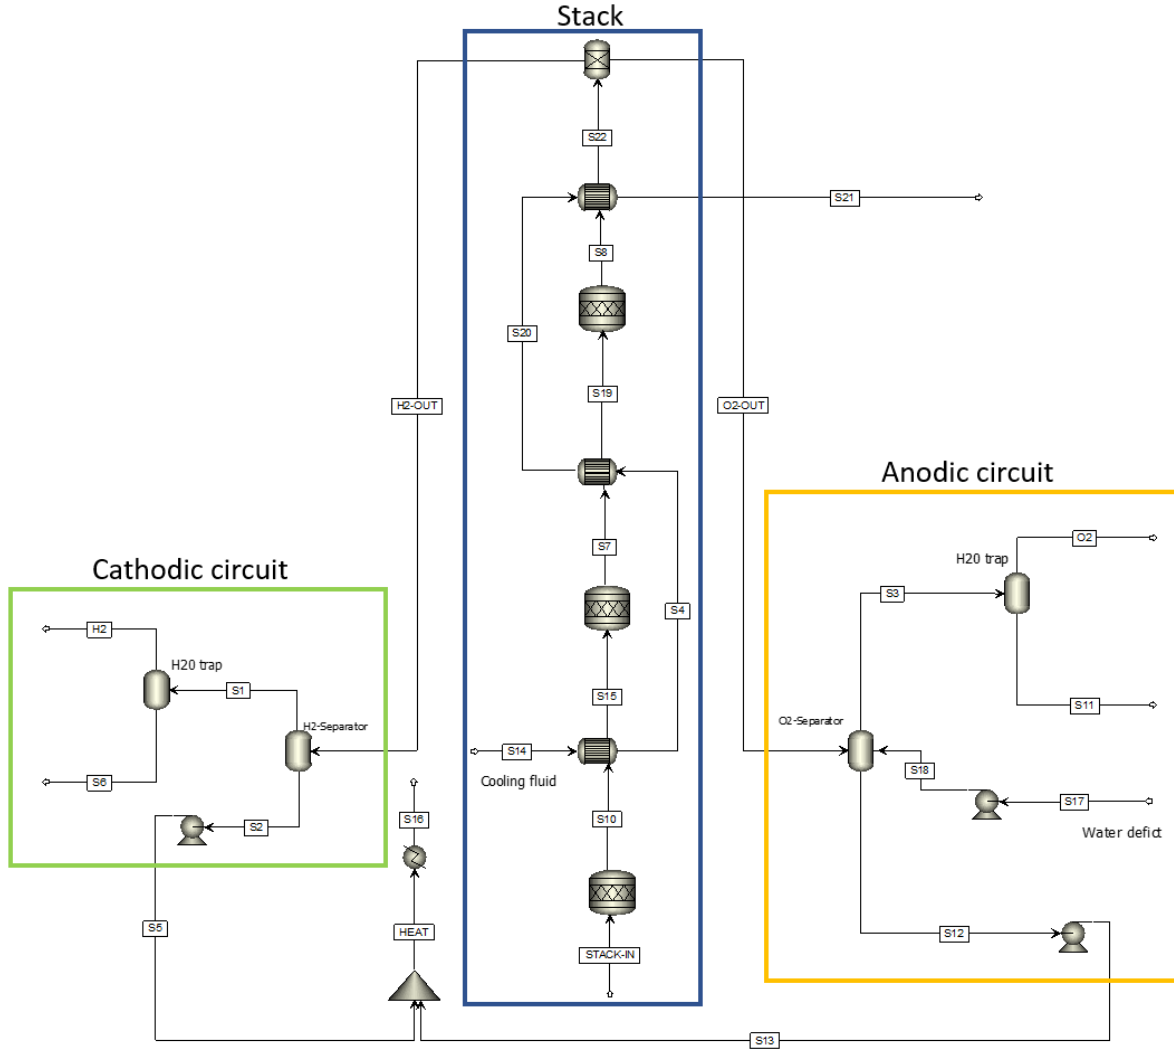 Stack
S22
S21
S8
S20
S19
H2-OUT
O2-OUT
Anodic circuit
O2
H20 trap
S3
S7
Cathodic circuit
S4
H2
H20 trap
S1
S15
S11
H2-Separator
O2-Separator
S14
S18
Cooling fluid
S6
S17
S16
S10
S2
Water defict
S5
HEAT
S12
STACK-IN
S13